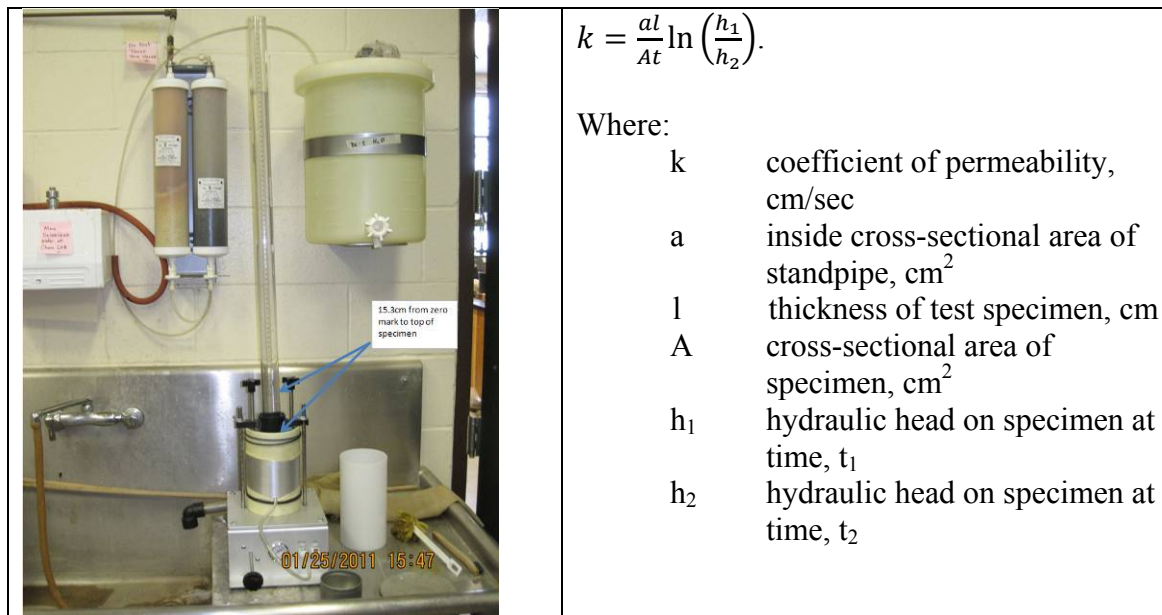 15.3cm from zero
mark to top of
specimen
01/25/2011 15:47
k = al/At ln (h₁/h₂).
Where:
k coefficient of permeability,
cm/sec
a inside cross-sectional area of
standpipe, cm²
l thickness of test specimen, cm
A cross-sectional area of
specimen, cm²
h₁ hydraulic head on specimen at
time, t₁
h₂ hydraulic head on specimen at
time, t₂